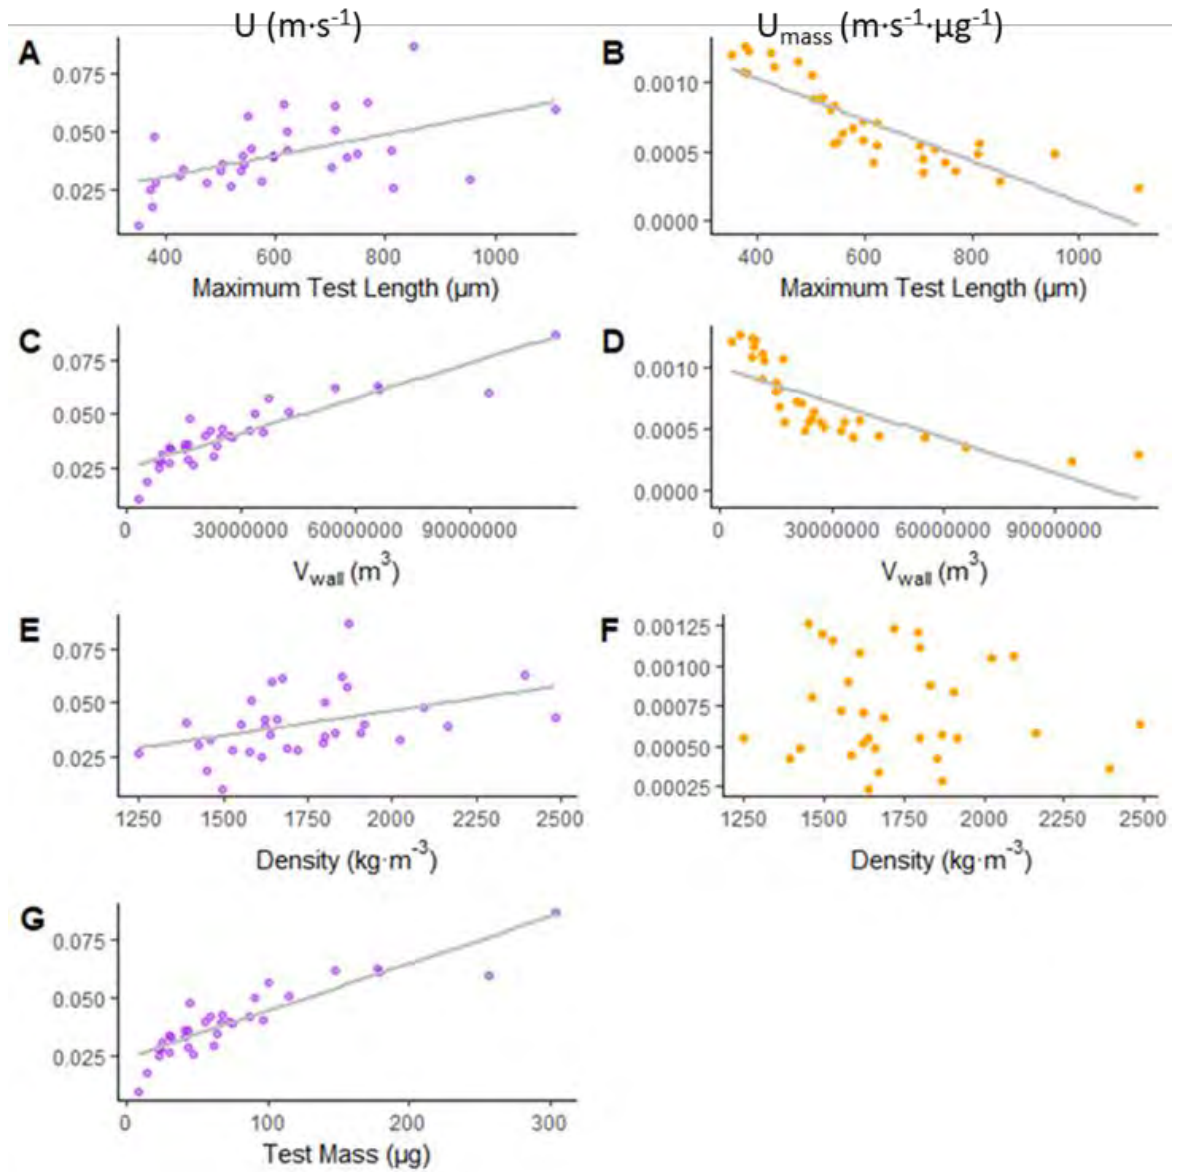 U (m·s⁻¹) U_mass (m·s⁻¹·µg⁻¹)
A B
0.075
0.050
0.025
400 600 800 1000
Maximum Test Length (µm)
0.0010
0.0005
0.0000
400 600 800 1000
Maximum Test Length (µm)
C D
0.075
0.050
0.025
0 30000000 60000000 90000000
V_wall (m³)
0.0010
0.0005
0.0000
0 30000000 60000000 90000000
V_wall (m³)
E F
0.075
0.050
0.025
1250 1500 1750 2000 2250 2500
Density (kg·m⁻³)
0.00125
0.00100
0.00075
0.00050
0.00025
1250 1500 1750 2000 2250 2500
Density (kg·m⁻³)
G
0.075
0.050
0.025
0 100 200 300
Test Mass (µg)